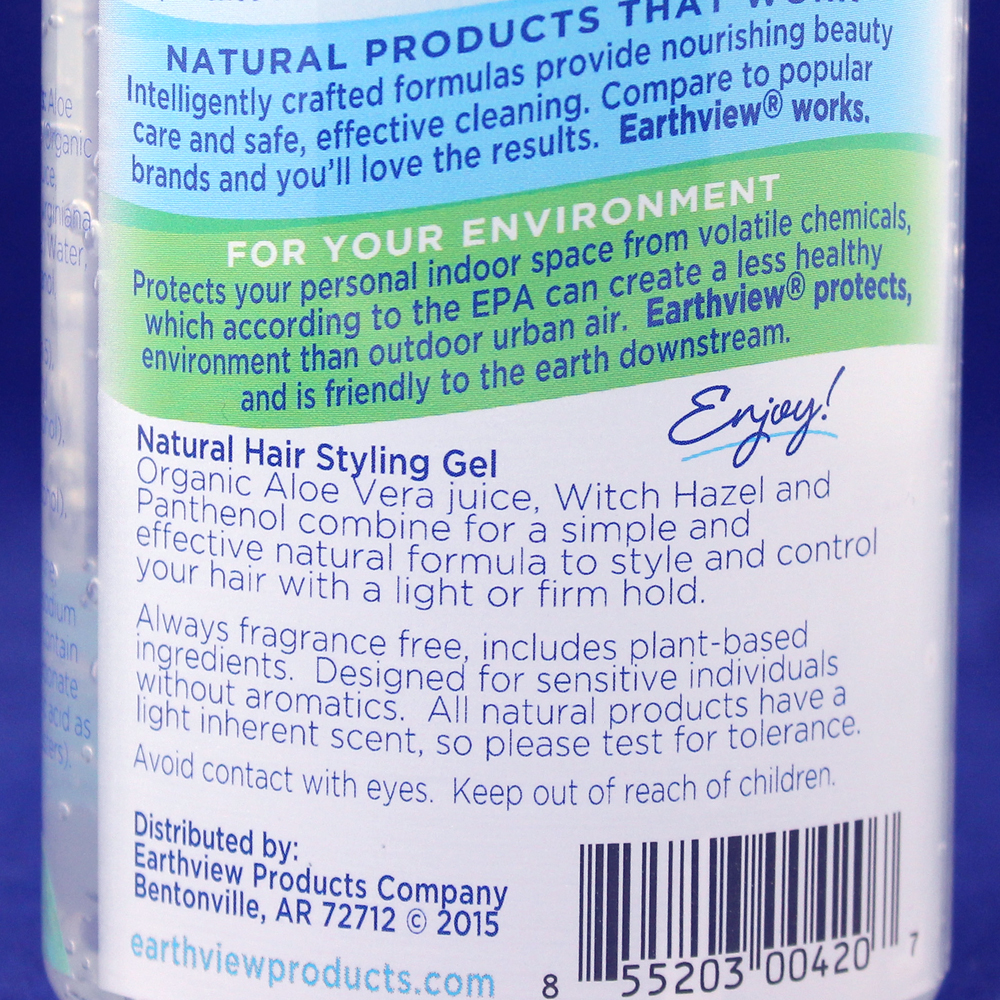 NATURAL PRODUCTS THAT WORK
Intelligently crafted formulas provide nourishing beauty
care and safe, effective cleaning. Compare to popular
brands and you'll love the results. Earthview® works.
FOR YOUR ENVIRONMENT
Protects your personal indoor space from volatile chemicals,
which according to the EPA can create a less healthy
environment than outdoor urban air. Earthview® protects,
and is friendly to the earth downstream.
Enjoy!
Natural Hair Styling Gel
Organic Aloe Vera juice, Witch Hazel and
Panthenol combine for a simple and
effective natural formula to style and control
your hair with a light or firm hold.
Always fragrance free, includes plant-based
ingredients. Designed for sensitive individuals
without aromatics. All natural products have a
light inherent scent, so please test for tolerance.
Avoid contact with eyes. Keep out of reach of children.
Distributed by:
Earthview Products Company
Bentonville, AR 72712 © 2015
earthviewproducts.com
8 55203 00420 7
Aloe
Organic
Water,
acid as